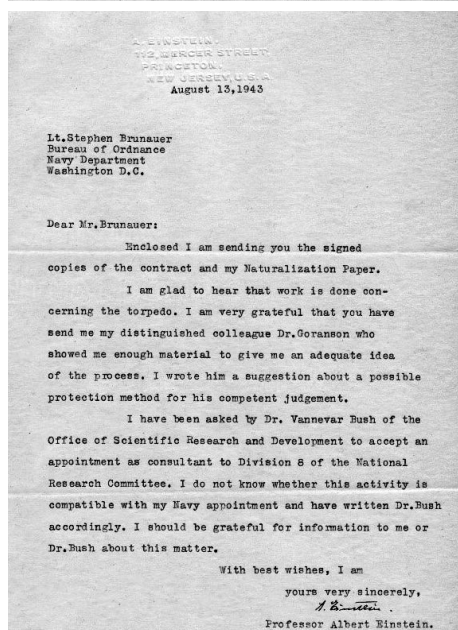 A. EINSTEIN.
112, MERCER STREET.
PRINCETON.
NEW JERSEY, U.S.A.
August 13,1943
Lt.Stephen Brunauer
Bureau of Ordnance
Navy Department
Washington D.C.
Dear Mr.Brunauer:
Enclosed I am sending you the signed
copies of the contract and my Naturalization Paper.
I am glad to hear that work is done con-
cerning the torpedo. I am very grateful that you have
send me my distinguished colleague Dr.Goranson who
showed me enough material to give me an adequate idea
of the process. I wrote him a suggestion about a possible
protection method for his competent judgement.
I have been asked by Dr. Vannevar Bush of the
Office of Scientific Research and Development to accept an
appointment as consultant to Division 8 of the National
Research Committee. I do not know whether this activity is
compatible with my Navy appointment and have written Dr.Bush
accordingly. I should be grateful for information to me or
Dr.Bush about this matter.
With best wishes, I am
yours very sincerely,
A. Einstein.
Professor Albert Einstein.